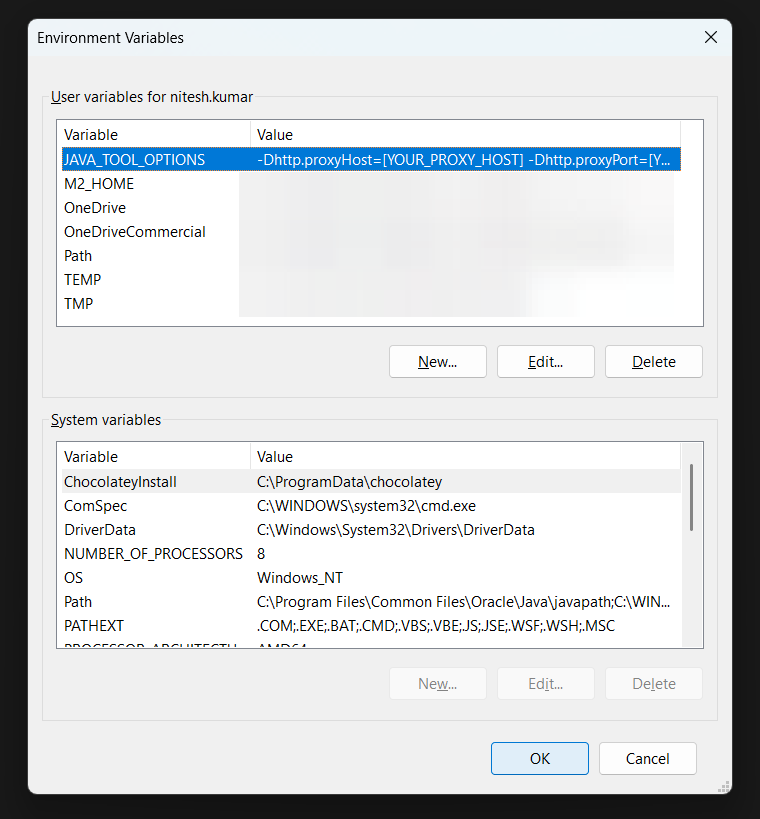 Environment Variables
User variables for nitesh.kumar
Variable Value
JAVA_TOOL_OPTIONS -Dhttp.proxyHost=[YOUR_PROXY_HOST] -Dhttp.proxyPort=[Y...
M2_HOME
OneDrive
OneDriveCommercial
Path
TEMP
TMP
New... Edit... Delete
System variables
Variable Value
ChocolateyInstall C:\ProgramData\chocolatey
ComSpec C:\WINDOWS\system32\cmd.exe
DriverData C:\Windows\System32\Drivers\DriverData
NUMBER_OF_PROCESSORS 8
OS Windows_NT
Path C:\Program Files\Common Files\Oracle\Java\javapath;C:\WIN...
PATHEXT .COM;.EXE;.BAT;.CMD;.VBS;.VBE;.JS;.JSE;.WSF;.WSH;.MSC
PROCESSOR_ARCHITECTU AMD64
New... Edit... Delete
OK Cancel